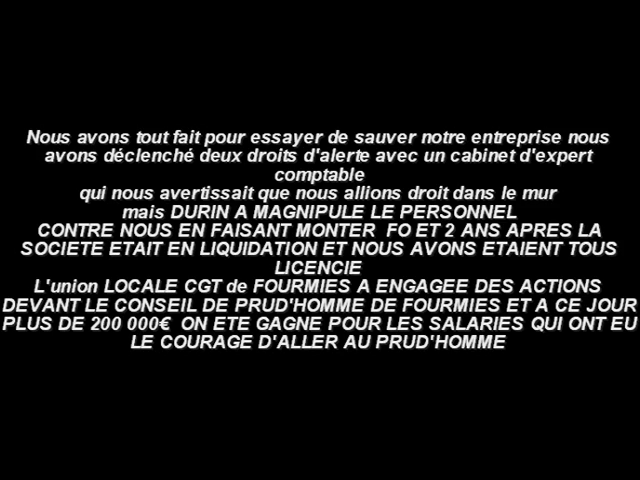 Nous avons tout fait pour essayer de sauver notre entreprise nous
avons déclenché deux droits d'alerte avec un cabinet d'expert
comptable
qui nous avertissait que nous allions droit dans le mur
mais DURIN A MAGNIPULE LE PERSONNEL
CONTRE NOUS EN FAISANT MONTER FO ET 2 ANS APRES LA
SOCIETE ETAIT EN LIQUIDATION ET NOUS AVONS ETAIENT TOUS
LICENCIE
L'union LOCALE CGT de FOURMIES A ENGAGEE DES ACTIONS
DEVANT LE CONSEIL DE PRUD'HOMME DE FOURMIES ET A CE JOUR
PLUS DE 200 000€ ON ETE GAGNE POUR LES SALARIES QUI ONT EU
LE COURAGE D'ALLER AU PRUD'HOMME